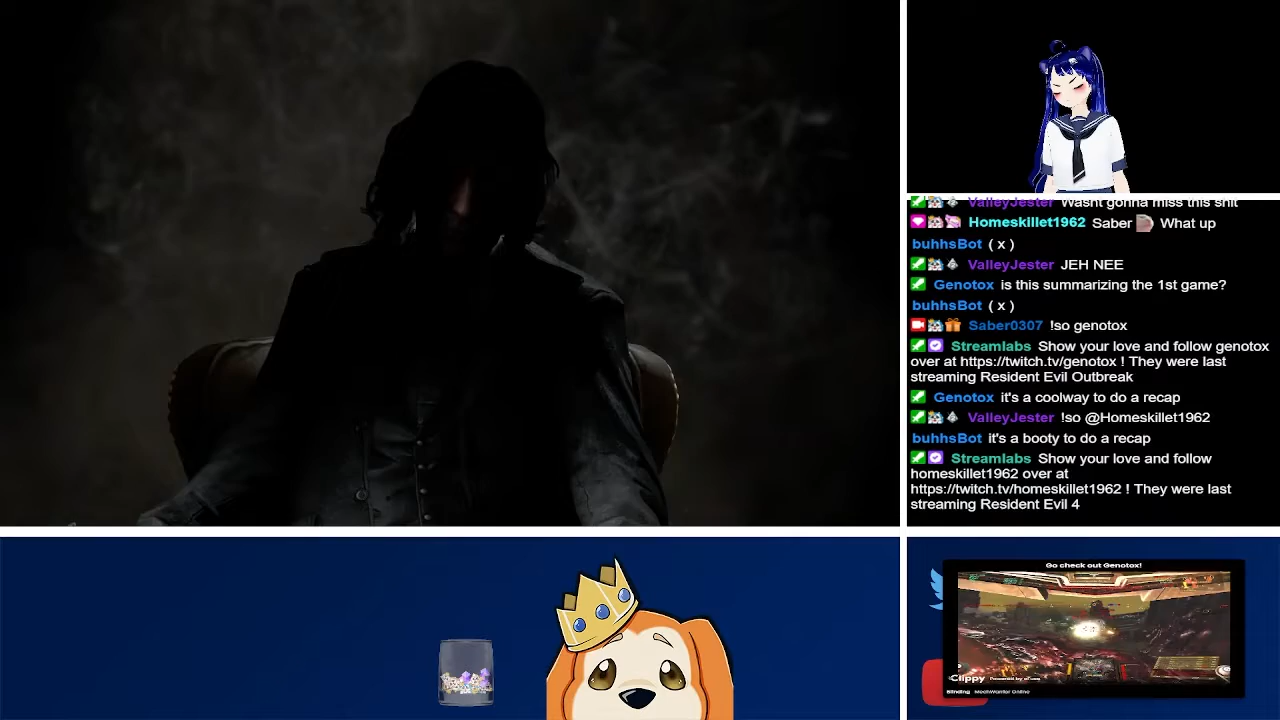 ValleyJester Wasnt gonna miss this shit
Homeskillet1962 Saber What up
buhhsBot ( x )
ValleyJester JEH NEE
Genotox is this summarizing the 1st game?
buhhsBot ( x )
Saber0307 !so genotox
Streamlabs Show your love and follow genotox
over at https://twitch.tv/genotox ! They were last
streaming Resident Evil Outbreak
Genotox it's a coolway to do a recap
ValleyJester !so @Homeskillet1962
buhhsBot it's a booty to do a recap
Streamlabs Show your love and follow
homeskillet1962 over at
https://twitch.tv/homeskillet1962 ! They were last
streaming Resident Evil 4
Go check out Genotox!
Clippy
Blinding MechWarrior Online